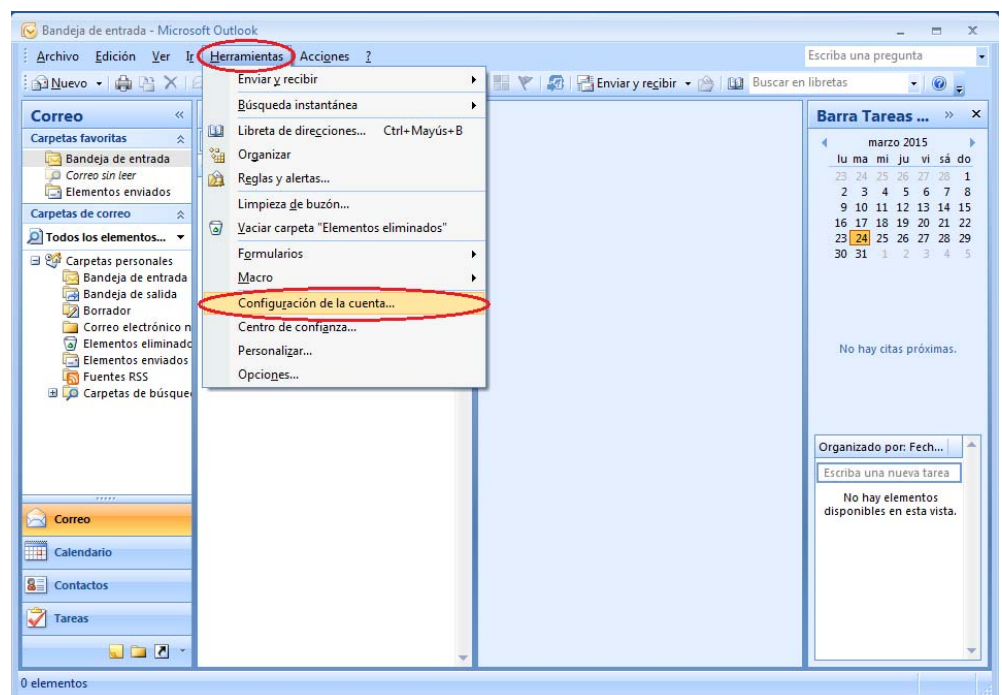 Bandeja de entrada - Microsoft Outlook
Archivo Edición Ver Ir Herramientas Acciones ?
Escriba una pregunta
Nuevo
Enviar y recibir
Buscar en libretas
Correo
Carpetas favoritas
Bandeja de entrada
Correo sin leer
Elementos enviados
Carpetas de correo
Todos los elementos...
Carpetas personales
Bandeja de entrada
Bandeja de salida
Borrador
Correo electrónico n
Elementos eliminado
Elementos enviados
Fuentes RSS
Carpetas de búsque
Correo
Calendario
Contactos
Tareas
Enviar y recibir
Búsqueda instantánea
Libreta de direcciones... Ctrl+Mayús+B
Organizar
Reglas y alertas...
Limpieza de buzón...
Vaciar carpeta "Elementos eliminados"
Formularios
Macro
Configuración de la cuenta...
Centro de confianza...
Personalizar...
Opciones...
Barra Tareas ... »
marzo 2015
lu ma mi ju vi sá do
23 24 25 26 27 28 1
2 3 4 5 6 7 8
9 10 11 12 13 14 15
16 17 18 19 20 21 22
23 24 25 26 27 28 29
30 31 1 2 3 4 5
No hay citas próximas.
Organizado por: Fech...
Escriba una nueva tarea
No hay elementos
disponibles en esta vista.
0 elementos